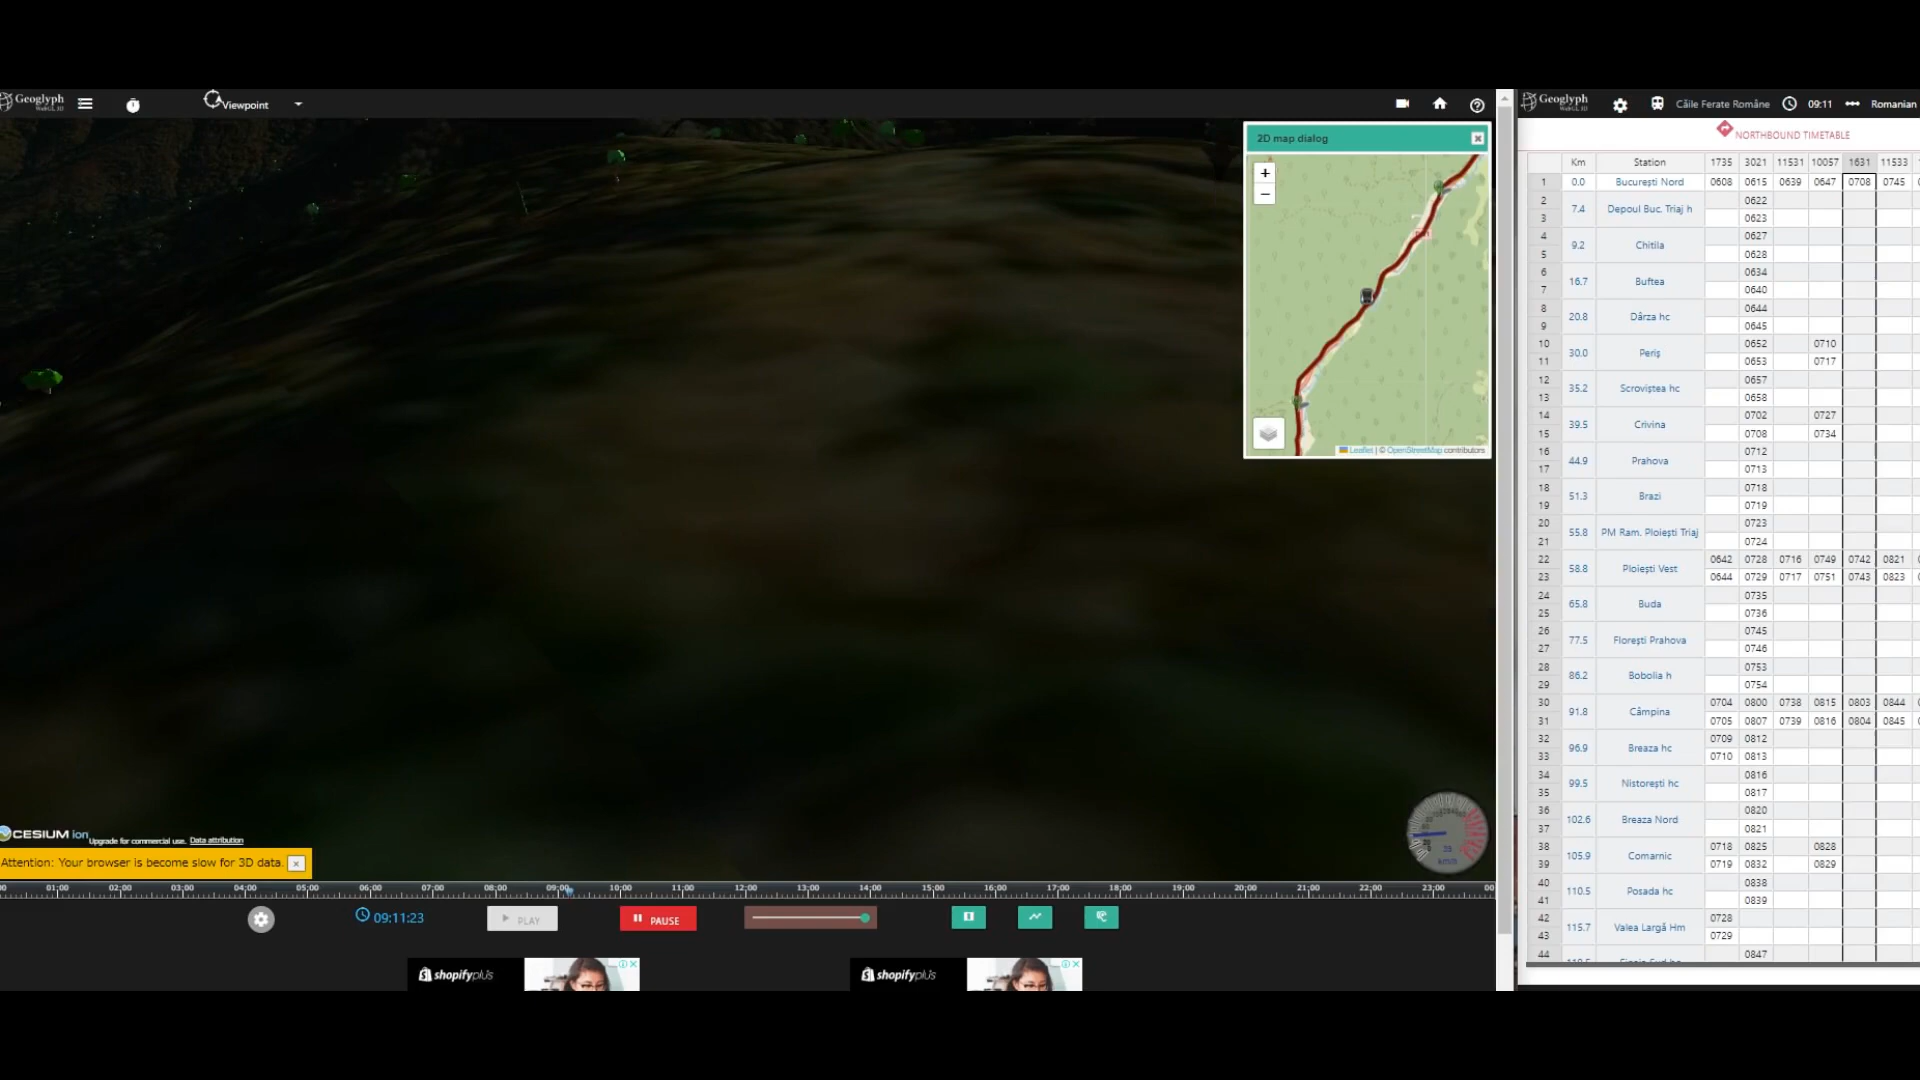 Geoglyph
Viewpoint
2D map dialog
+
−
Leaflet | © OpenStreetMap contributors
km/h
CESIUM ion Upgrade for commercial use. Data attribution
Attention: Your browser is become slow for 3D data. ×
00 01:00 02:00 03:00 04:00 05:00 06:00 07:00 08:00 09:00 10:00 11:00 12:00 13:00 14:00 15:00 16:00 17:00 18:00 19:00 20:00 21:00 22:00 23:00 00
09:11:23 PLAY PAUSE
shopifyplus shopifyplus
Geoglyph Căile Ferate Române 09:11 Romanian
NORTHBOUND TIMETABLE
Km Station 1735 3021 11531 10057 1631 11533
1 0.0 București Nord 0608 0615 0639 0647 0708 0745
2 0622
7.4 Depoul Buc. Triaj h
3 0623
4 0627
9.2 Chitila
5 0628
6 0634
16.7 Buftea
7 0640
8 0644
20.8 Dârza hc
9 0645
10 0652 0710
30.0 Periș
11 0653 0717
12 0657
35.2 Scroviștea hc
13 0658
14 0702 0727
39.5 Crivina
15 0708 0734
16 0712
44.9 Prahova
17 0713
18 0718
51.3 Brazi
19 0719
20 0723
55.8 PM Ram. Ploiești Triaj
21 0724
22 0642 0728 0716 0749 0742 0821
58.8 Ploiești Vest
23 0644 0729 0717 0751 0743 0823
24 0735
65.8 Buda
25 0736
26 0745
77.5 Florești Prahova
27 0746
28 0753
86.2 Bobolia h
29 0754
30 0704 0800 0738 0815 0803 0844
91.8 Câmpina
31 0705 0807 0739 0816 0804 0845
32 0709 0812
96.9 Breaza hc
33 0710 0813
34 0816
99.5 Nistorești hc
35 0817
36 0820
102.6 Breaza Nord
37 0821
38 0718 0825 0828
105.9 Comarnic
39 0719 0832 0829
40 0838
110.5 Posada hc
41 0839
42 0728
115.7 Valea Largă Hm
43 0729
44 0847